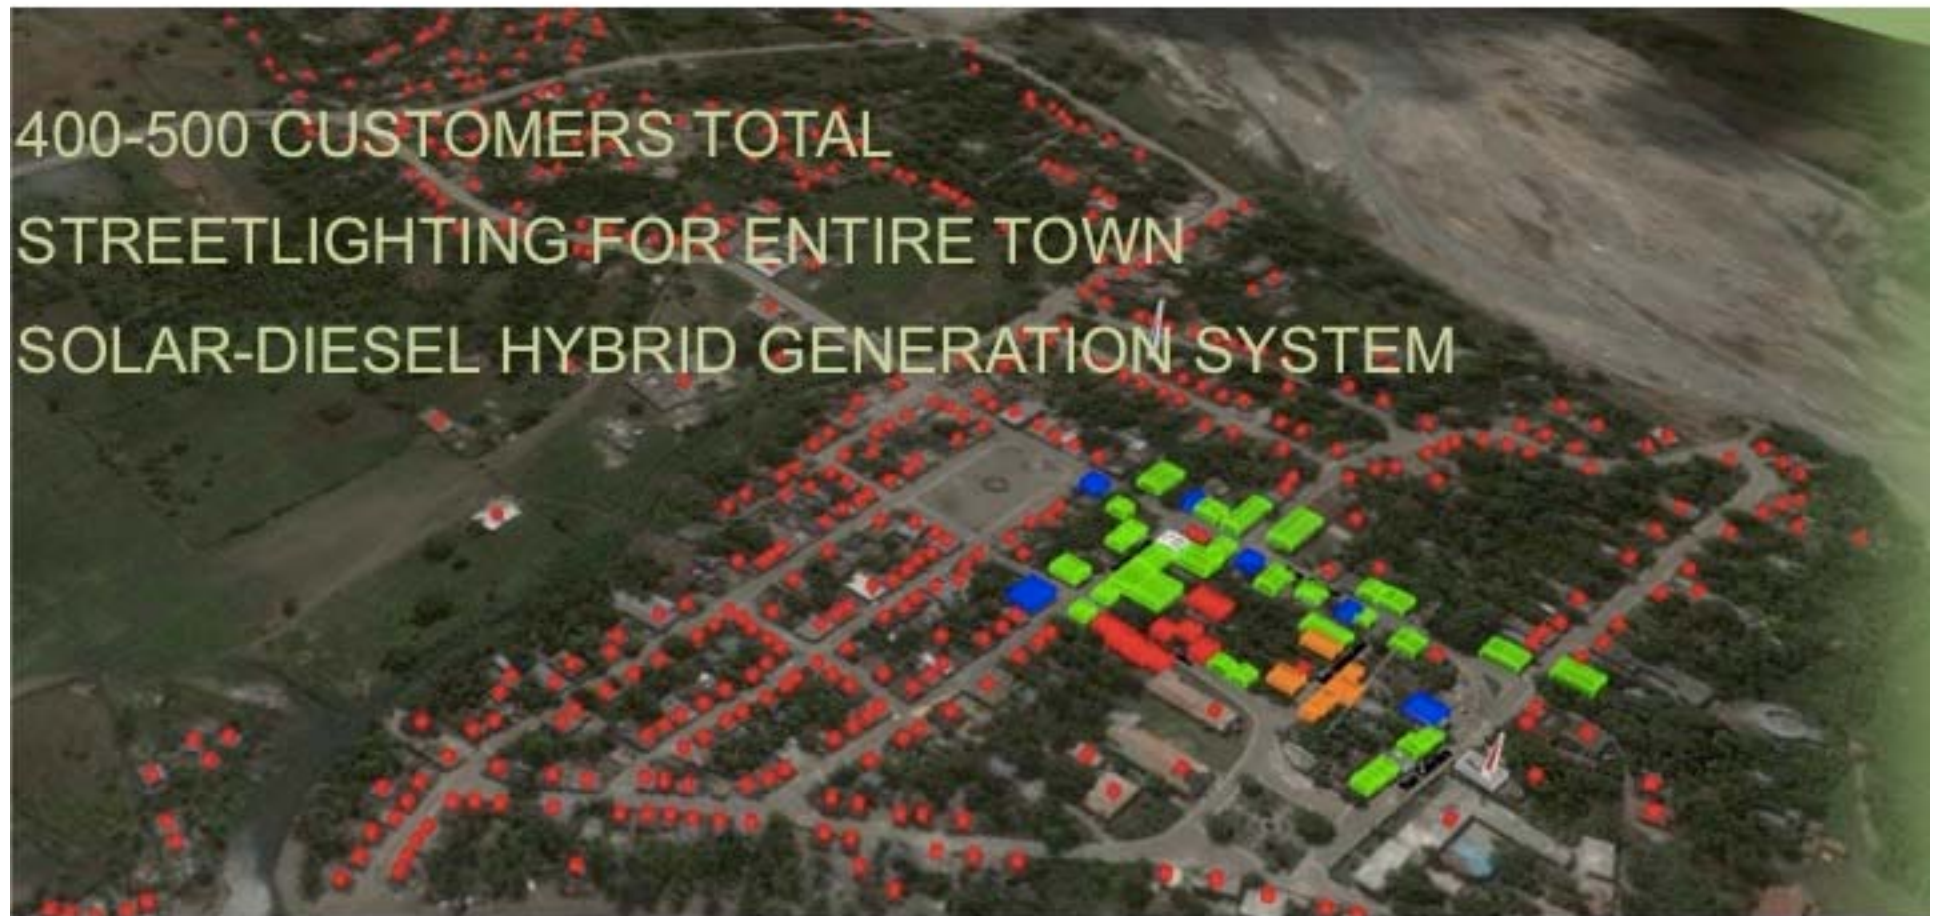 400-500 CUSTOMERS TOTAL
STREETLIGHTING FOR ENTIRE TOWN
SOLAR-DIESEL HYBRID GENERATION SYSTEM